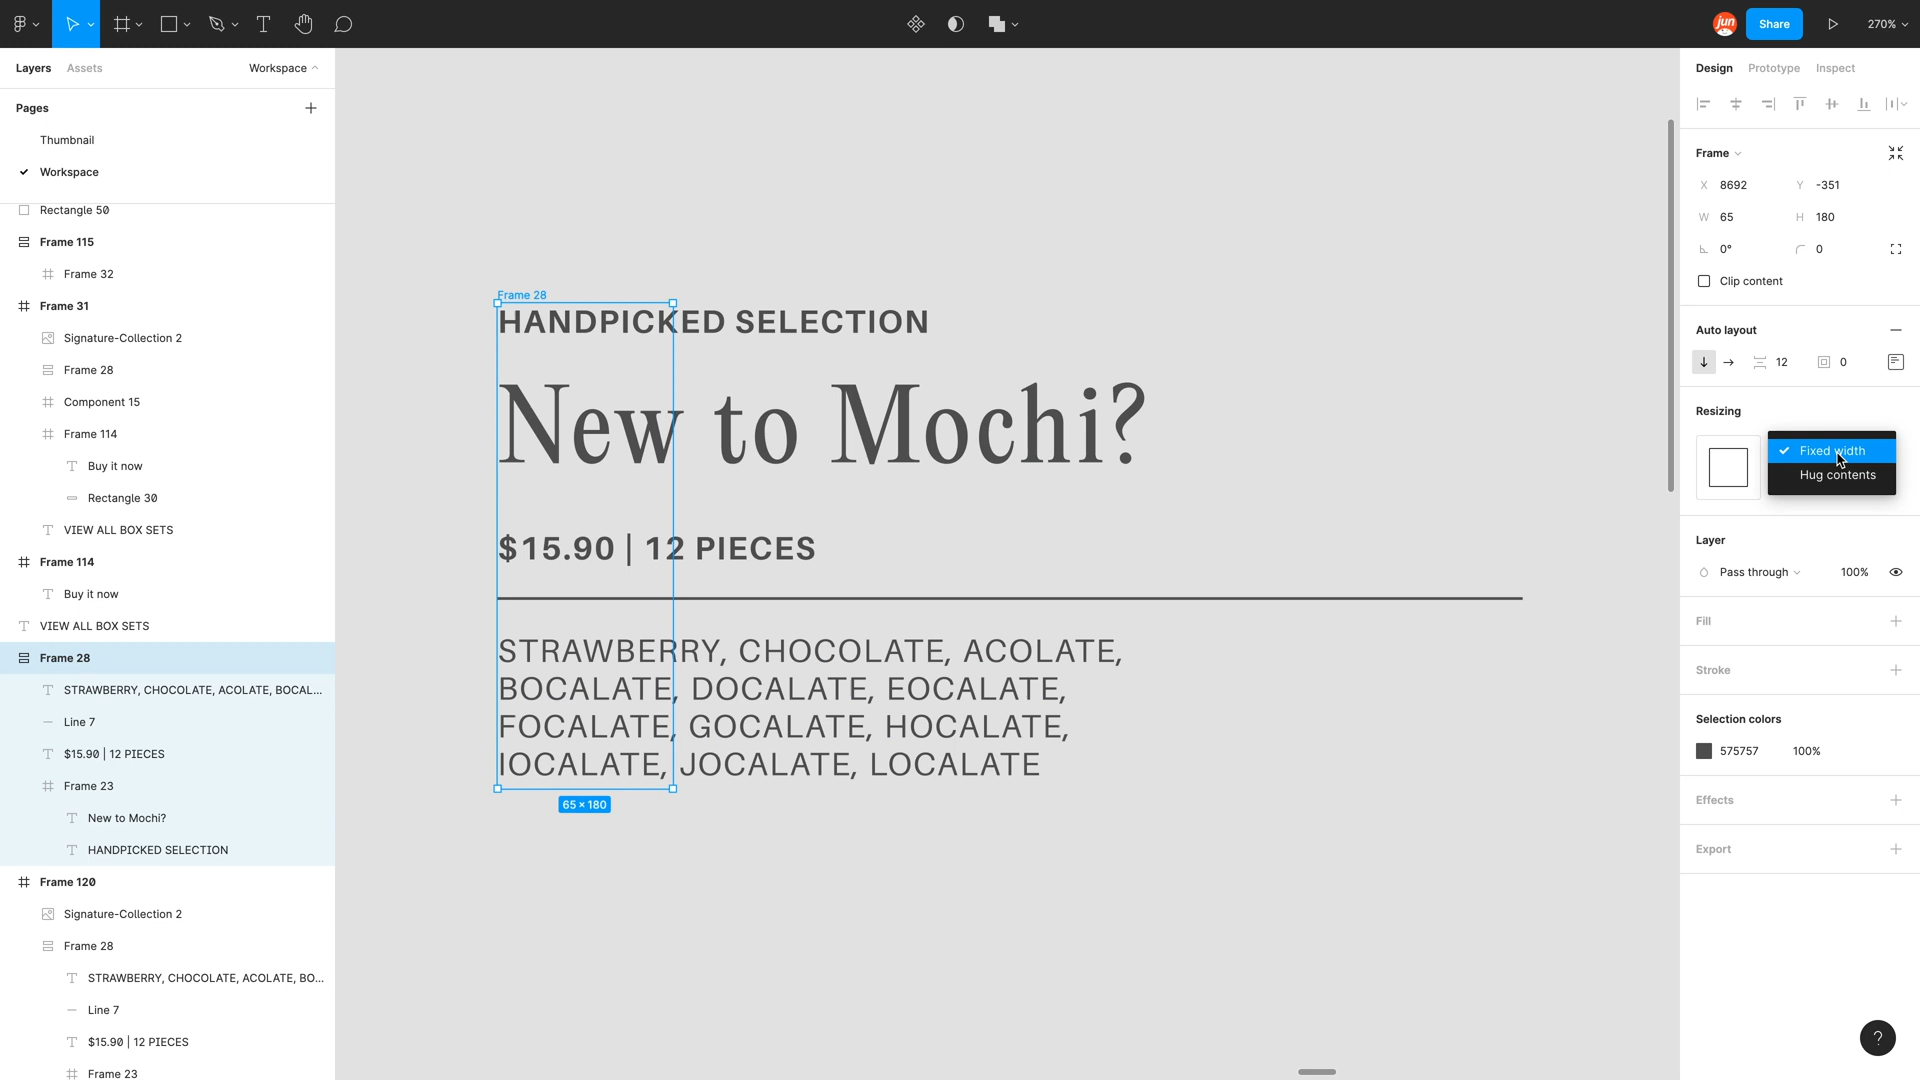 jun
Share
270%
Layers
Assets
Workspace
Pages
Thumbnail
Workspace
Rectangle 50
Frame 115
Frame 32
Frame 31
Signature-Collection 2
Frame 28
Component 15
Frame 114
Buy it now
Rectangle 30
VIEW ALL BOX SETS
Frame 114
Buy it now
VIEW ALL BOX SETS
Frame 28
STRAWBERRY, CHOCOLATE, ACOLATE, BOCAL...
Line 7
$15.90 | 12 PIECES
Frame 23
New to Mochi?
HANDPICKED SELECTION
Frame 120
Signature-Collection 2
Frame 28
STRAWBERRY, CHOCOLATE, ACOLATE, BO...
Line 7
$15.90 | 12 PIECES
Frame 23
Frame 28
HANDPICKED SELECTION
New to Mochi?
$15.90 | 12 PIECES
STRAWBERRY, CHOCOLATE, ACOLATE,
BOCALATE, DOCALATE, EOCALATE,
FOCALATE, GOCALATE, HOCALATE,
IOCALATE, JOCALATE, LOCALATE
65 × 180
Design
Prototype
Inspect
Frame
X 8692
Y -351
W 65
H 180
0°
0
Clip content
Auto layout
12
0
Resizing
Fixed width
Hug contents
Layer
Pass through
100%
Fill
Stroke
Selection colors
575757
100%
Effects
Export
?